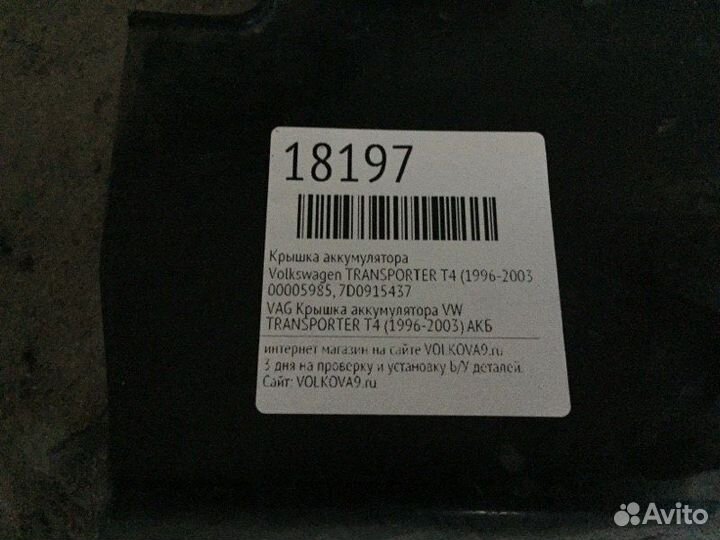 18197
Крышка аккумулятора
Volkswagen TRANSPORTER T4 (1996-2003
00005985, 7D0915437
VAG Крышка аккумулятора VW
TRANSPORTER T4 (1996-2003) АКБ
интернет магазин на сайте VOLKOVA9.ru
3 дня на проверку и установку b/У деталей.
Сайт: VOLKOVA9.ru
Avito